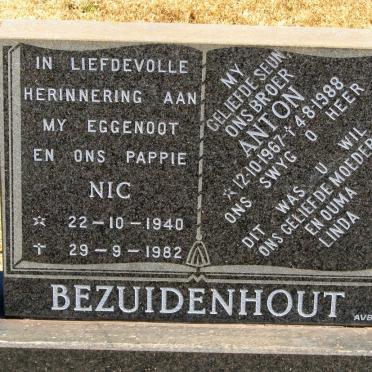 IN LIEFDEVOLLE
HERINNERING AAN
MY EGGENOOT
EN ONS PAPPIE
NIC
☆ 22-10-1940
† 29-9-1982
MY
GELIEFDE SEUN
ONS BROER
ANTON
☆12-10-1967 †4-8-1988
ONS SWYG O HEER
DIT WAS U WIL
ONS GELIEFDE MOEDER
EN OUMA
LINDA
BEZUIDENHOUT
AVB